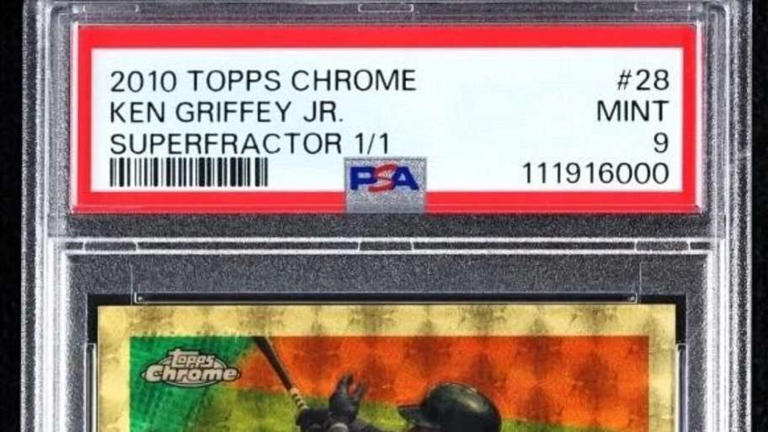 2010 TOPPS CHROME #28
KEN GRIFFEY JR. MINT
SUPERFRACTOR 1/1 9
PSA 111916000
Topps
Chrome